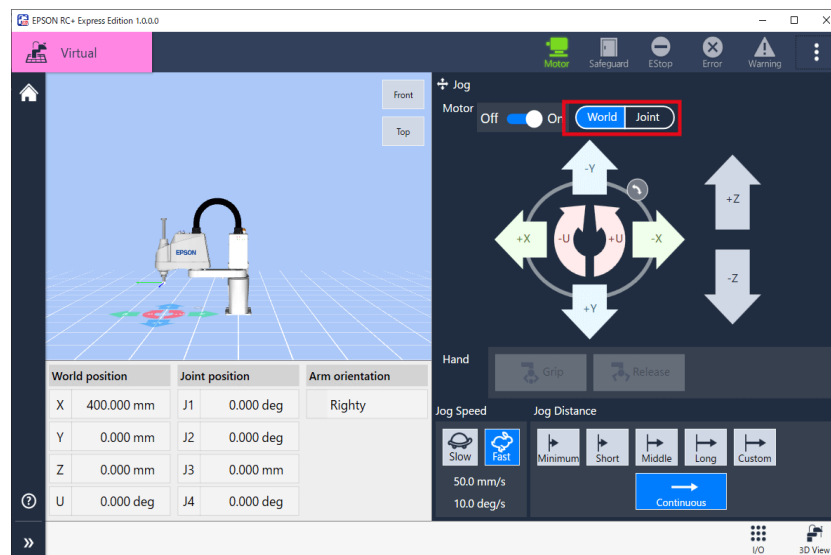 EPSON RC+ Express Edition 1.0.0.0
Virtual
Motor
Safeguard
EStop
Error
Warning
Front
Top
EPSON
Jog
Motor
Off
On
World
Joint
-Y
+X
-U
+U
-X
+Y
+Z
-Z
Hand
Grip
Release
World position
Joint position
Arm orientation
X 400.000 mm
J1 0.000 deg
Righty
Y 0.000 mm
J2 0.000 deg
Z 0.000 mm
J3 0.000 mm
U 0.000 deg
J4 0.000 deg
Jog Speed
Jog Distance
Slow
Fast
Minimum
Short
Middle
Long
Custom
50.0 mm/s
10.0 deg/s
Continuous
I/O
3D View